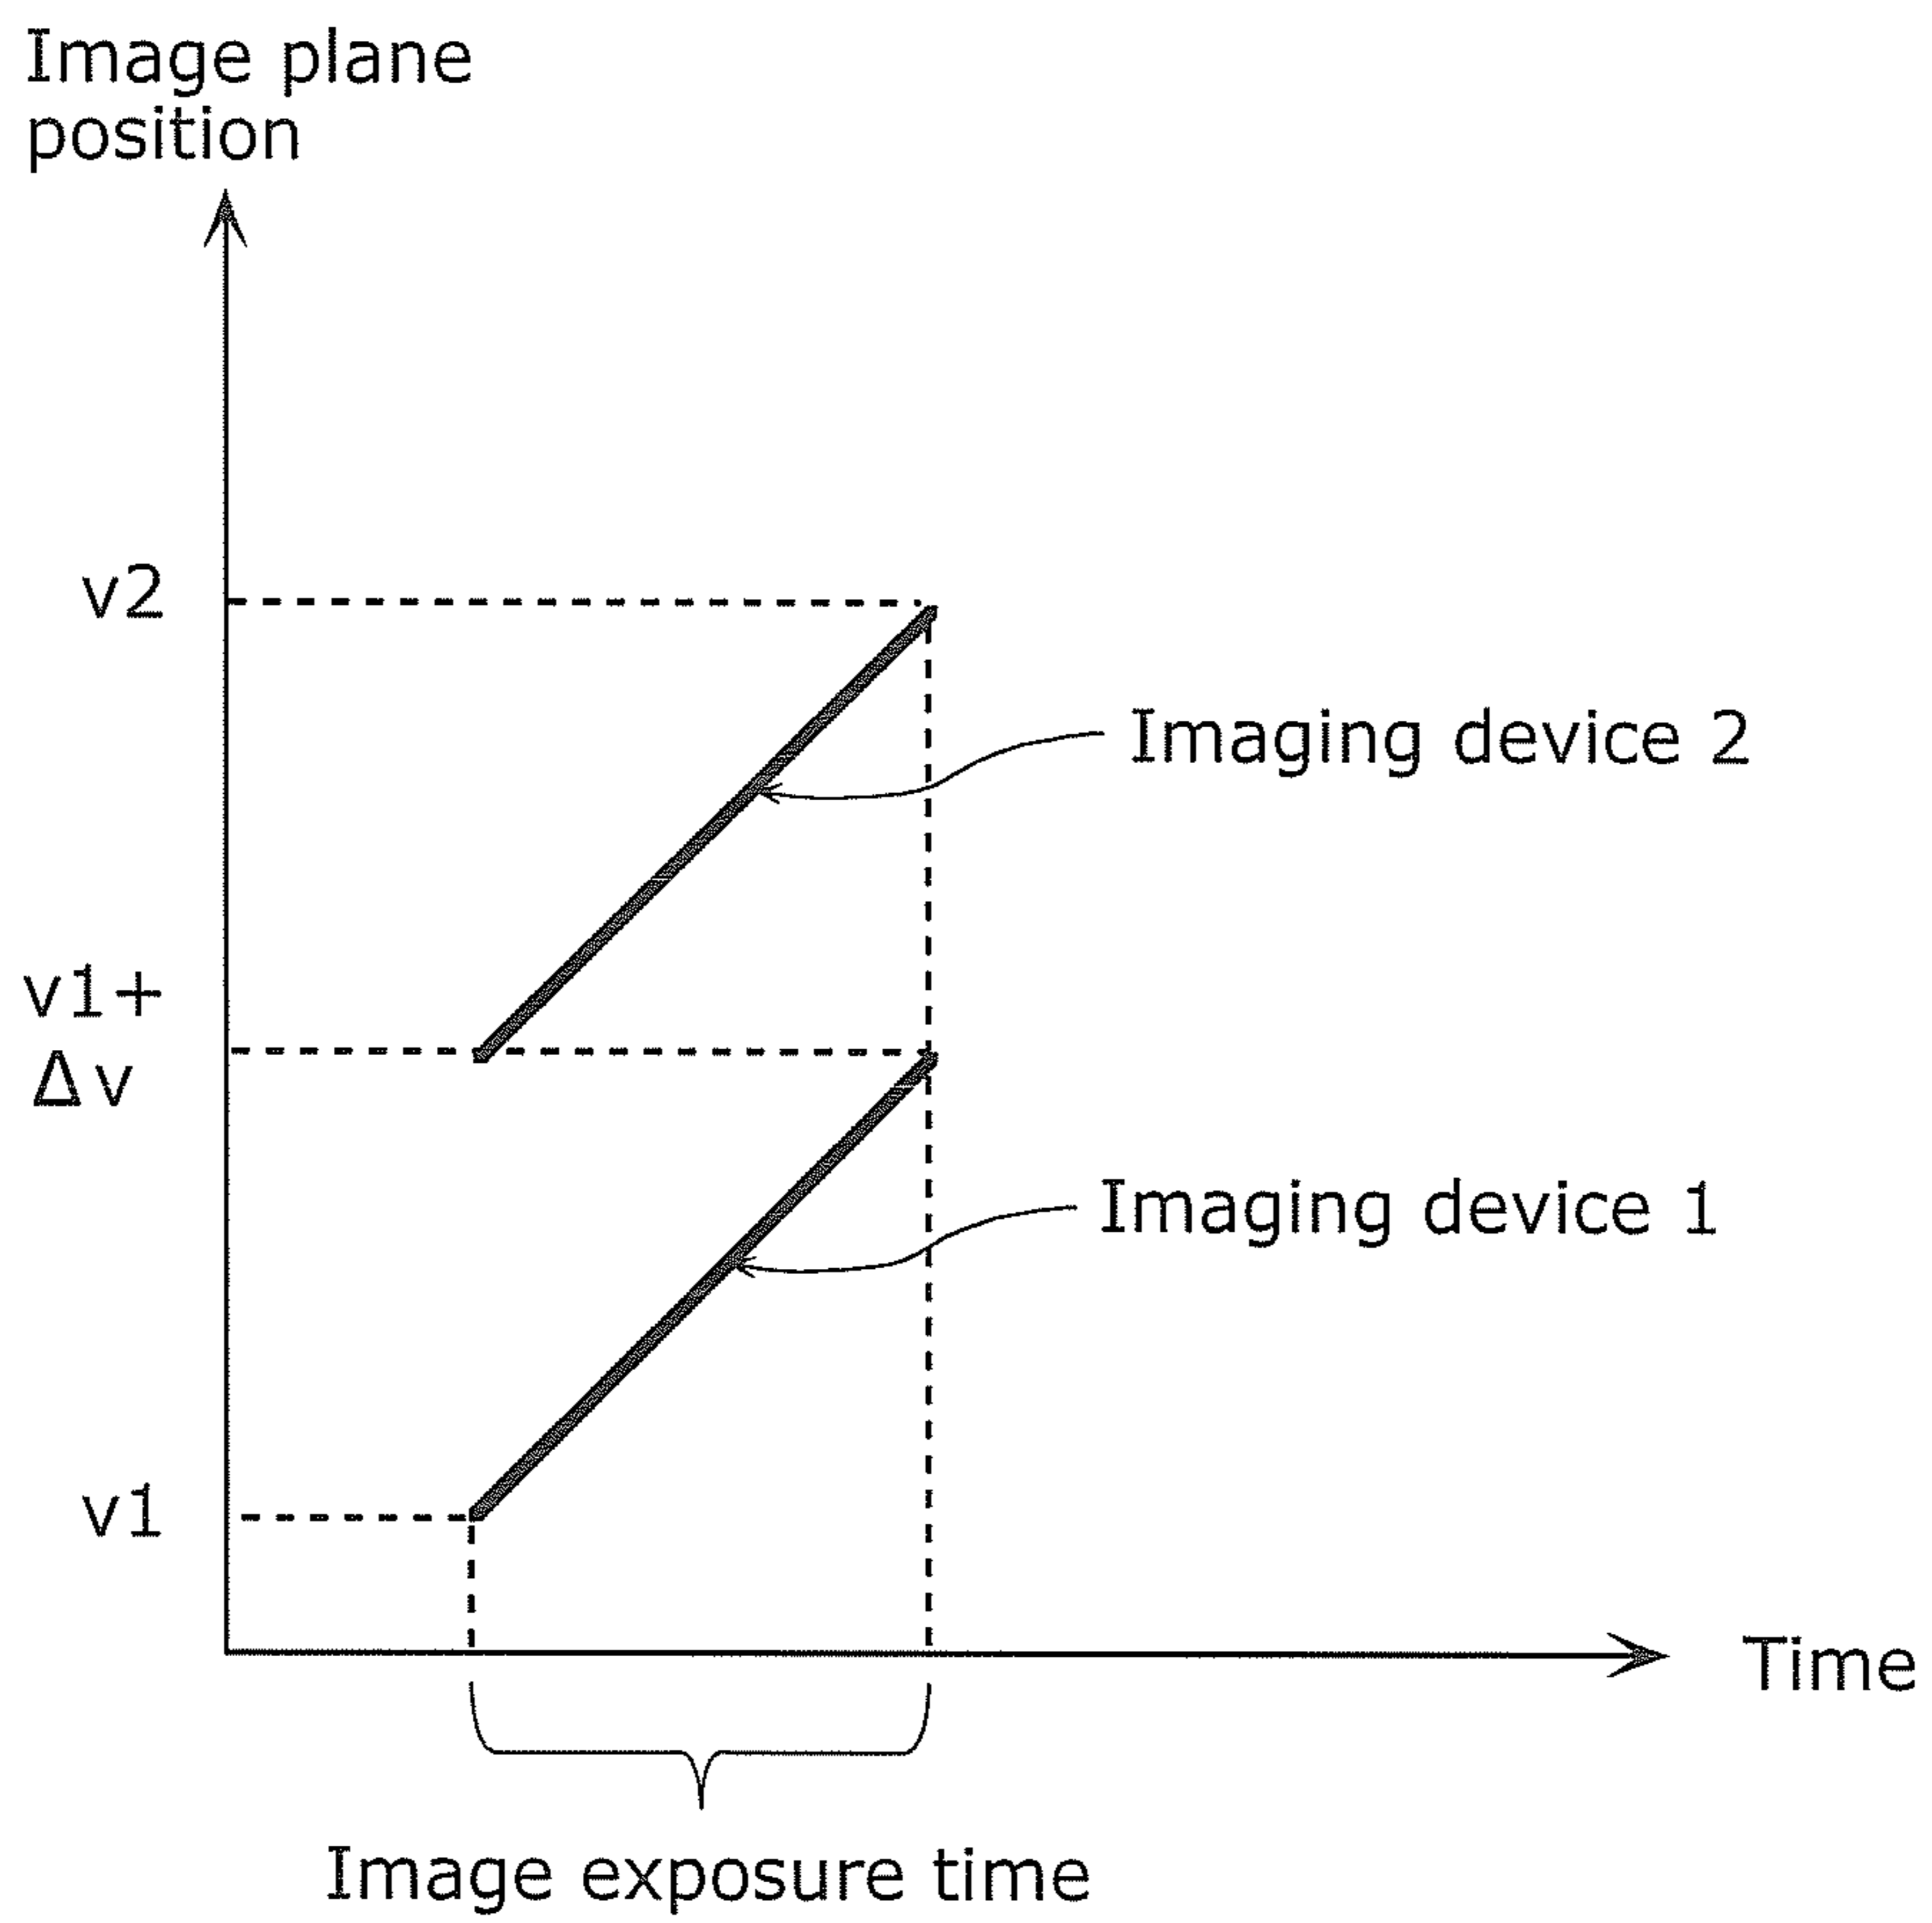 Image plane
position
v2
Imaging device 2
v1+
Δv
Imaging device 1
v1
Time
Image exposure time